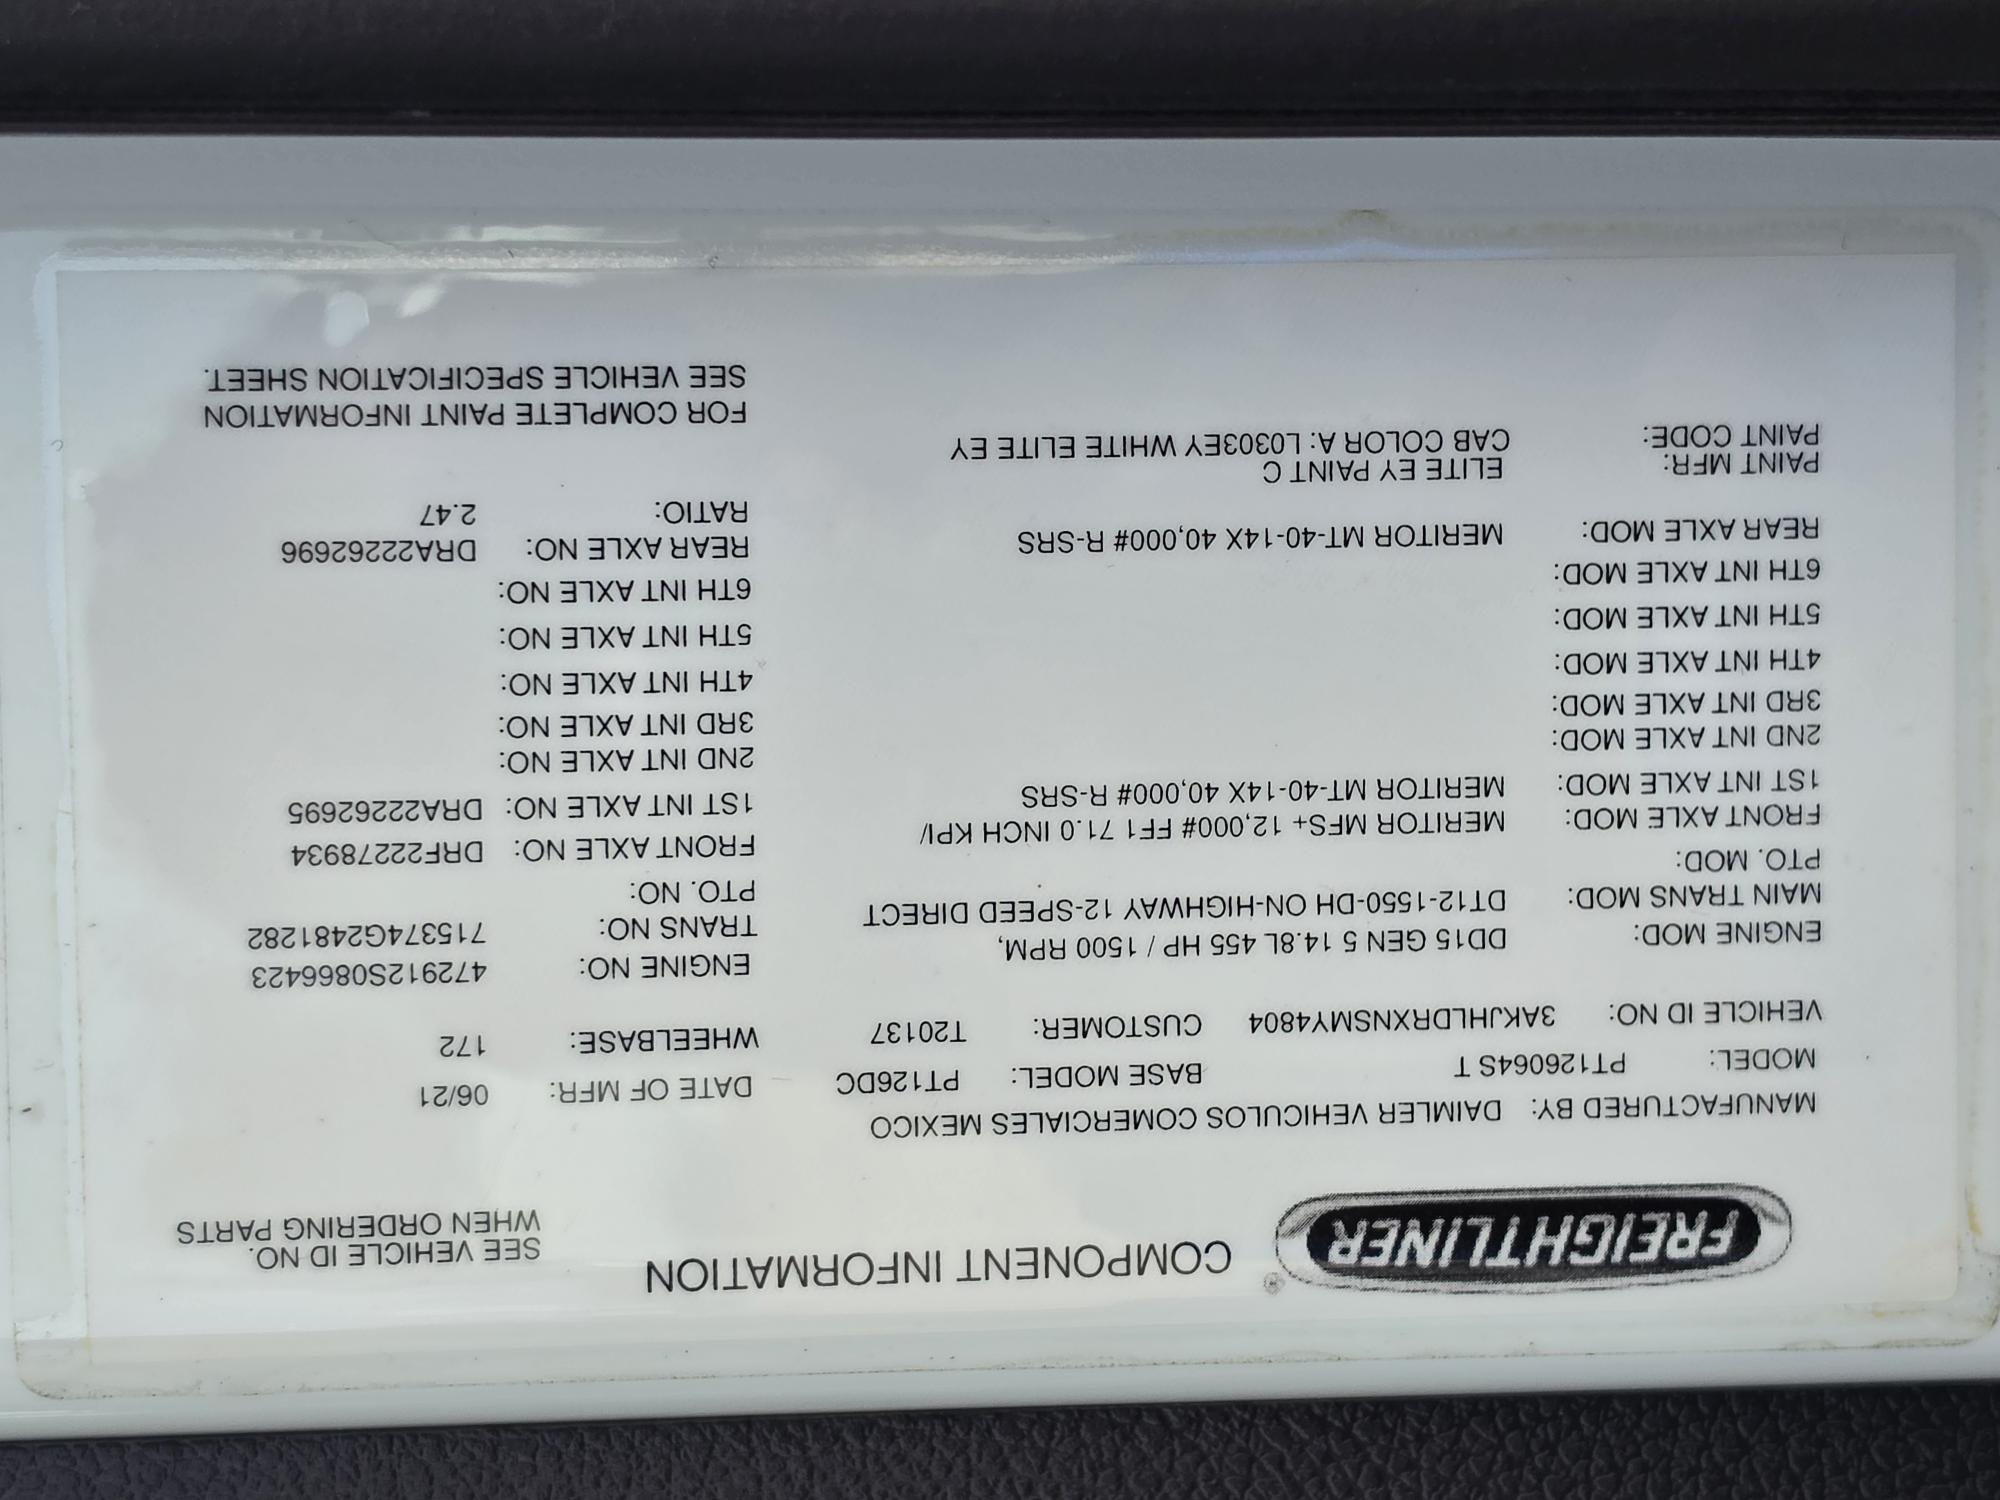 FREIGHTLINER® COMPONENT INFORMATION
SEE VEHICLE ID NO.
WHEN ORDERING PARTS
MANUFACTURED BY: DAIMLER VEHICULOS COMERCIALES MEXICO
MODEL: PT126064S T BASE MODEL: PT126DC DATE OF MFR: 06/21
VEHICLE ID NO: 3AKJHLDRXNSMY4804 CUSTOMER: T20137 WHEELBASE: 172
ENGINE MOD: DD15 GEN 5 14.8L 455 HP / 1500 RPM, ENGINE NO: 472912S0866423
MAIN TRANS MOD: DT12-1550-DH ON-HIGHWAY 12-SPEED DIRECT TRANS NO: 715374G2481282
PTO. MOD: PTO. NO:
FRONT AXLE MOD: MERITOR MFS+ 12,000# FF1 71.0 INCH KPI/ FRONT AXLE NO: DRF22278934
1ST INT AXLE MOD: MERITOR MT-40-14X 40,000# R-SRS 1ST INT AXLE NO: DRA22262695
2ND INT AXLE MOD: 2ND INT AXLE NO:
3RD INT AXLE MOD: 3RD INT AXLE NO:
4TH INT AXLE MOD: 4TH INT AXLE NO:
5TH INT AXLE MOD: 5TH INT AXLE NO:
6TH INT AXLE MOD: 6TH INT AXLE NO:
REAR AXLE MOD: MERITOR MT-40-14X 40,000# R-SRS REAR AXLE NO: DRA22262696
RATIO: 2.47
PAINT MFR: ELITE EY PAINT C
PAINT CODE: CAB COLOR A: L0303EY WHITE ELITE EY
FOR COMPLETE PAINT INFORMATION
SEE VEHICLE SPECIFICATION SHEET.